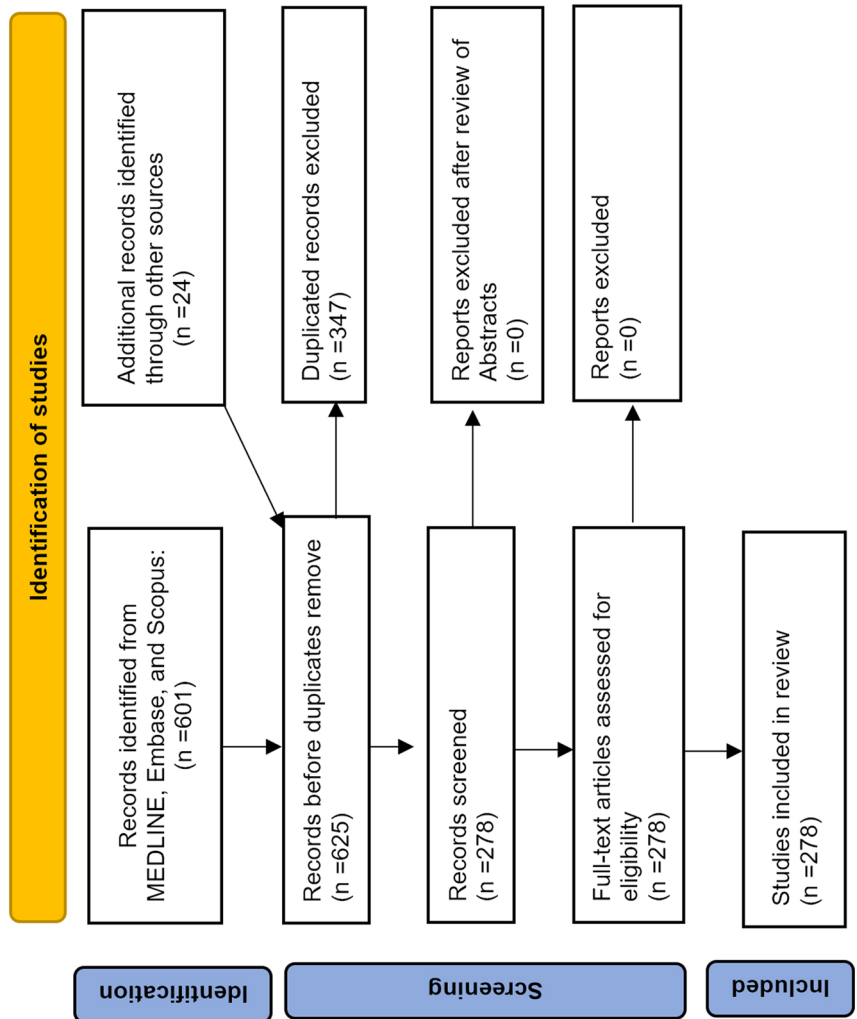 Identification of studies
Identification
Records identified from
MEDLINE, Embase, and Scopus:
(n =601)
Additional records identified
through other sources
(n =24)
Screening
Records before duplicates remove
(n =625)
Duplicated records excluded
(n =347)
Records screened
(n =278)
Reports excluded after review of
Abstracts
(n =0)
Full-text articles assessed for
eligibility
(n =278)
Reports excluded
(n =0)
Included
Studies included in review
(n =278)